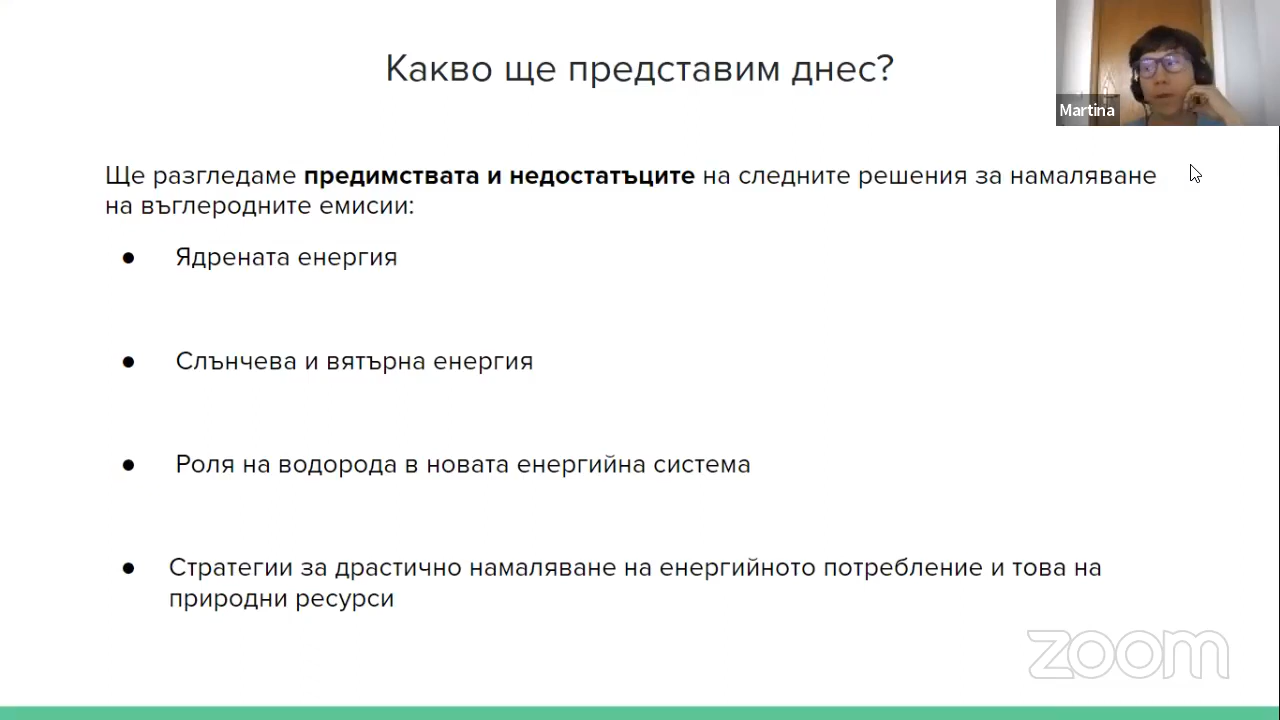 Какво ще представим днес?
Martina
Ще разгледаме предимствата и недостатъците на следните решения за намаляване
на въглеродните емисии:
● Ядрената енергия
● Слънчева и вятърна енергия
● Роля на водорода в новата енергийна система
● Стратегии за драстично намаляване на енергийното потребление и това на
природни ресурси
zoom